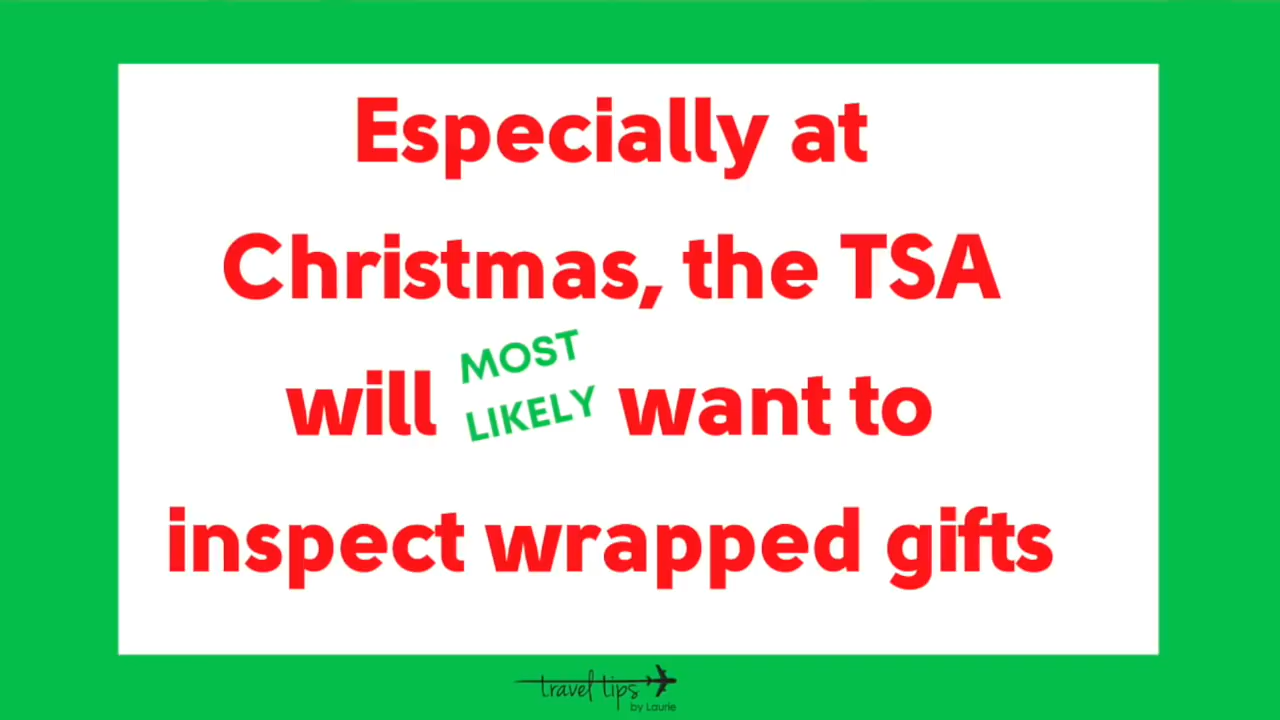 Especially at
Christmas, the TSA
will MOST LIKELY want to
inspect wrapped gifts
travel tips
by Laurie